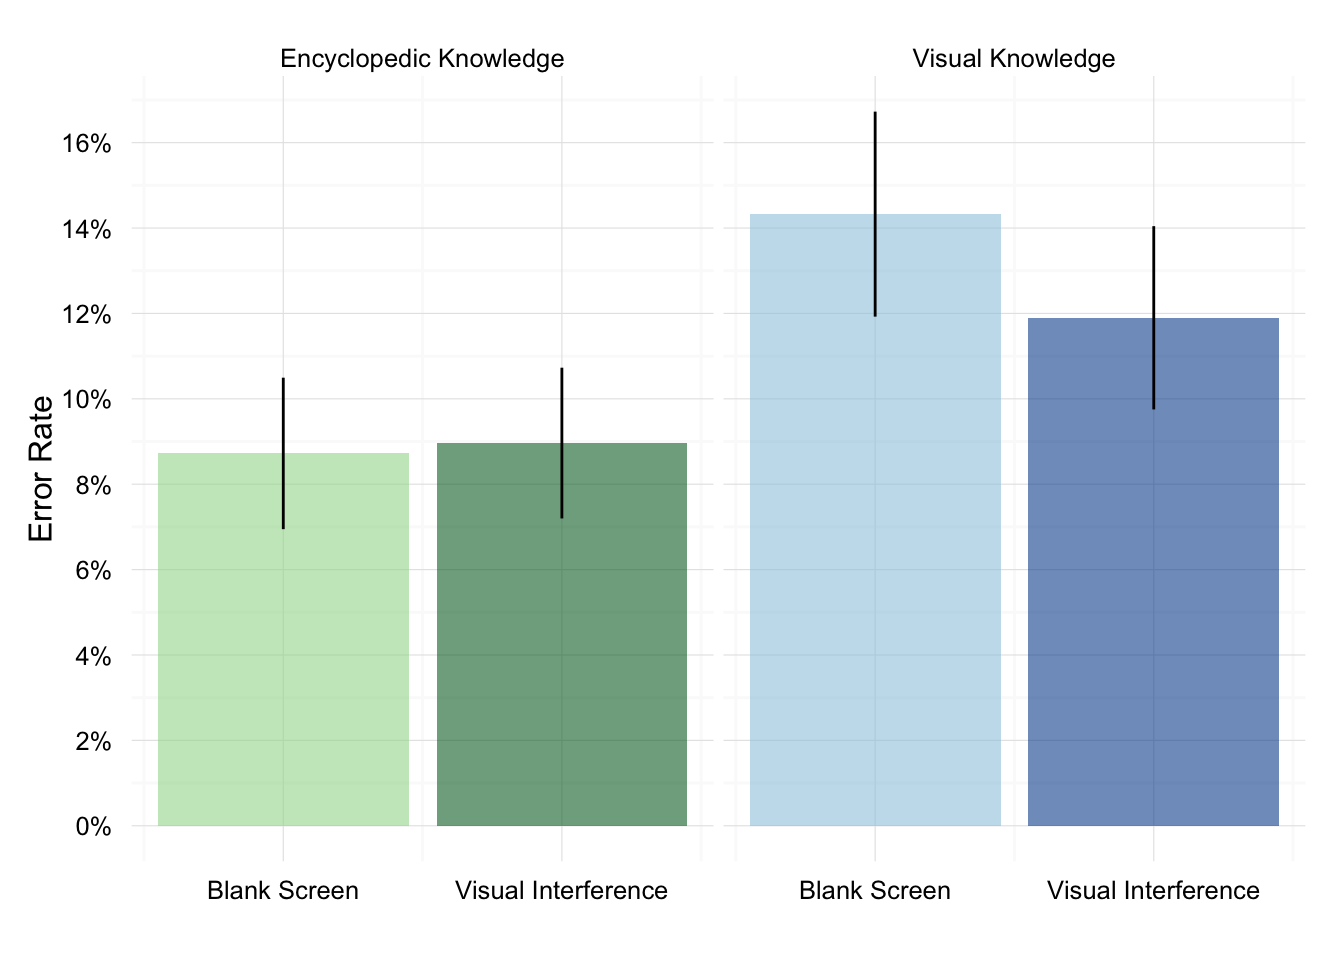 Encyclopedic Knowledge
Visual Knowledge
Error Rate
16%
14%
12%
10%
8%
6%
4%
2%
0%
Blank Screen
Visual Interference
Blank Screen
Visual Interference